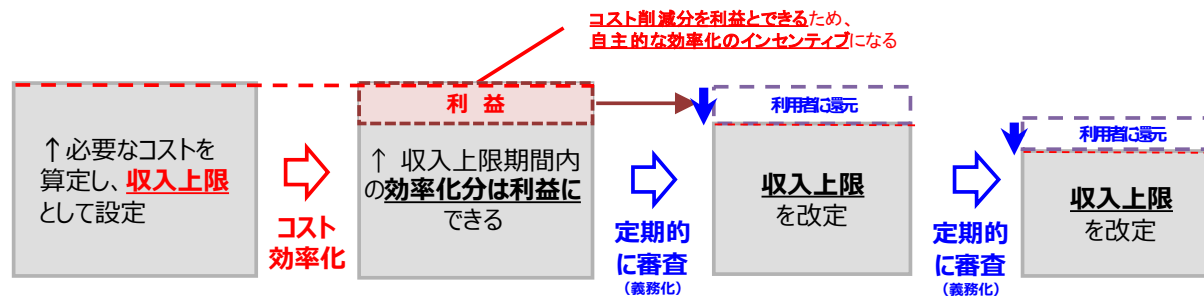 コスト削減分を利益とできるため、
自主的な効率化のインセンティブになる
↑必要なコストを
算定し、収入上限
として設定
コスト
効率化
利 益
↑ 収入上限期間内
の効率化分は利益に
できる
定期的
に審査
(義務化)
利用者に還元
収入上限
を改定
定期的
に審査
(義務化)
利用者に還元
収入上限
を改定